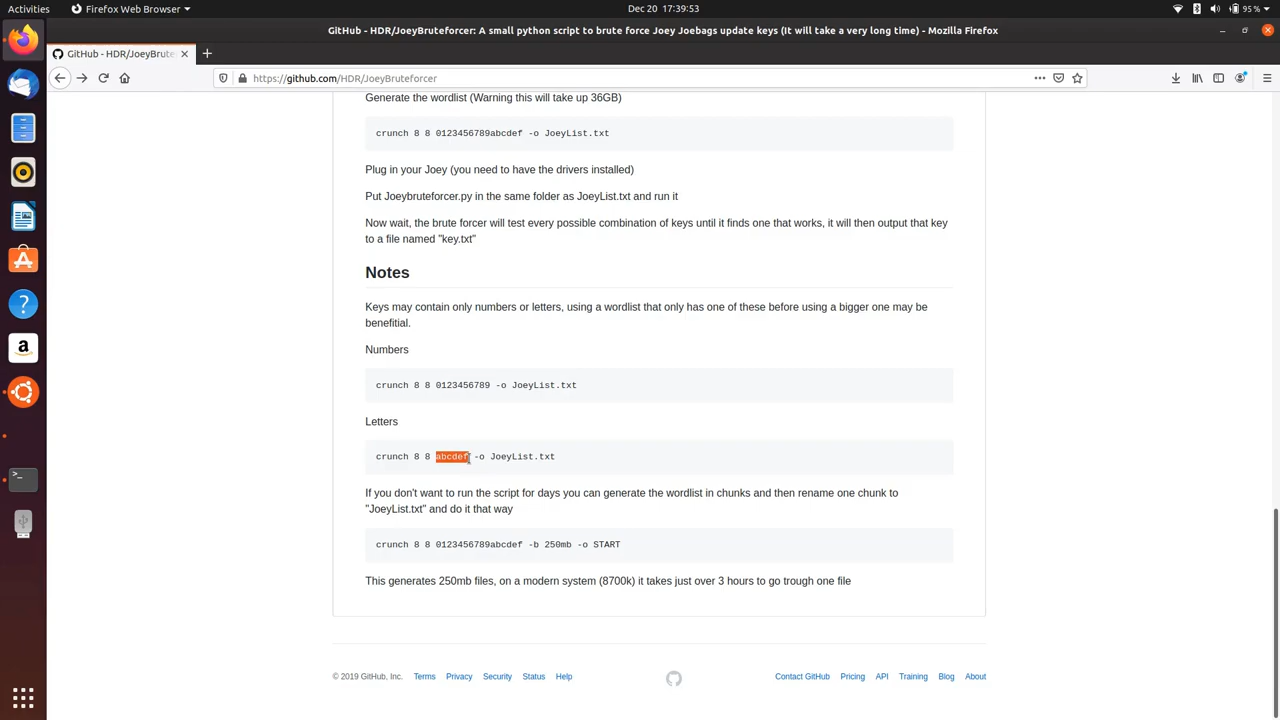 Activities
Firefox Web Browser
Dec 20 17:39:53
95 %
GitHub - HDR/JoeyBruteforcer: A small python script to brute force Joey Joebags update keys (It will take a very long time) - Mozilla Firefox
GitHub - HDR/JoeyBrute
https://github.com/HDR/JoeyBruteforcer
Generate the wordlist (Warning this will take up 36GB)
crunch 8 8 0123456789abcdef -o JoeyList.txt
Plug in your Joey (you need to have the drivers installed)
Put Joeybruteforcer.py in the same folder as JoeyList.txt and run it
Now wait, the brute forcer will test every possible combination of keys until it finds one that works, it will then output that key
to a file named "key.txt"
Notes
Keys may contain only numbers or letters, using a wordlist that only has one of these before using a bigger one may be
benefitial.
Numbers
crunch 8 8 0123456789 -o JoeyList.txt
Letters
crunch 8 8 abcdef -o JoeyList.txt
If you don't want to run the script for days you can generate the wordlist in chunks and then rename one chunk to
"JoeyList.txt" and do it that way
crunch 8 8 0123456789abcdef -b 250mb -o START
This generates 250mb files, on a modern system (8700k) it takes just over 3 hours to go trough one file
© 2019 GitHub, Inc. Terms Privacy Security Status Help
Contact GitHub Pricing API Training Blog About